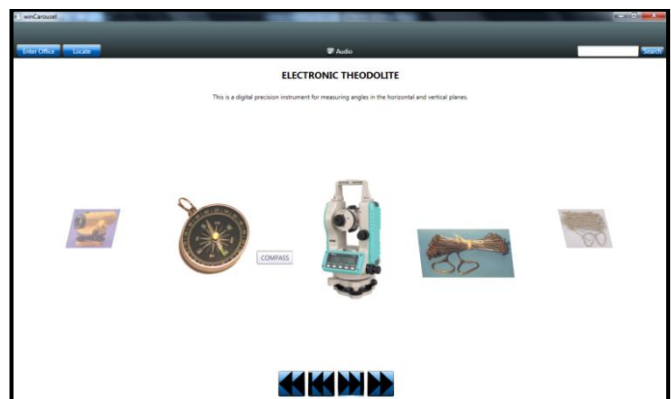 winCarousel
Enter Office
Locate
Audio
Search
ELECTRONIC THEODOLITE
This is a digital precision instrument for measuring angles in the horizontal and vertical planes.
COMPASS